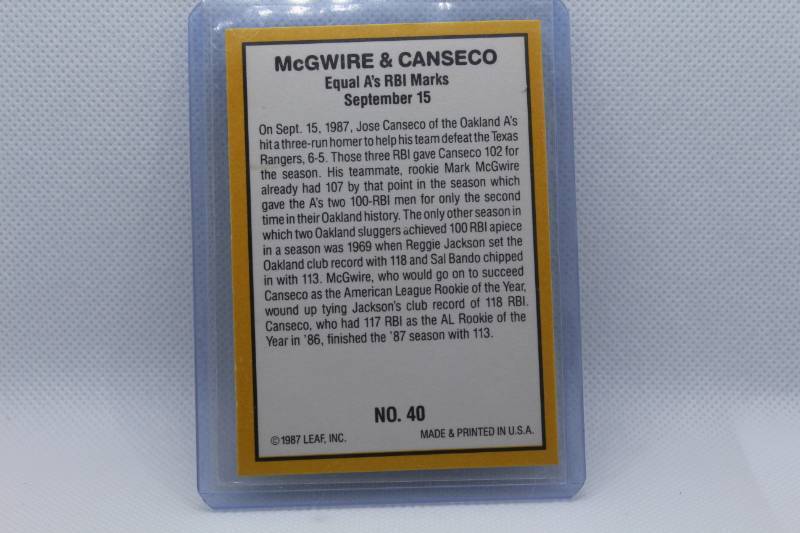 McGWIRE & CANSECO
Equal A's RBI Marks
September 15
On Sept. 15, 1987, Jose Canseco of the Oakland A's
hit a three-run homer to help his team defeat the Texas
Rangers, 6-5. Those three RBI gave Canseco 102 for
the season. His teammate, rookie Mark McGwire
already had 107 by that point in the season which
gave the A's two 100-RBI men for only the second
time in their Oakland history. The only other season in
which two Oakland sluggers achieved 100 RBI apiece
in a season was 1969 when Reggie Jackson set the
Oakland club record with 118 and Sal Bando chipped
in with 113. McGwire, who would go on to succeed
Canseco as the American League Rookie of the Year,
wound up tying Jackson's club record of 118 RBI.
Canseco, who had 117 RBI as the AL Rookie of the
Year in '86, finished the '87 season with 113.
NO. 40
©1987 LEAF, INC. MADE & PRINTED IN U.S.A.